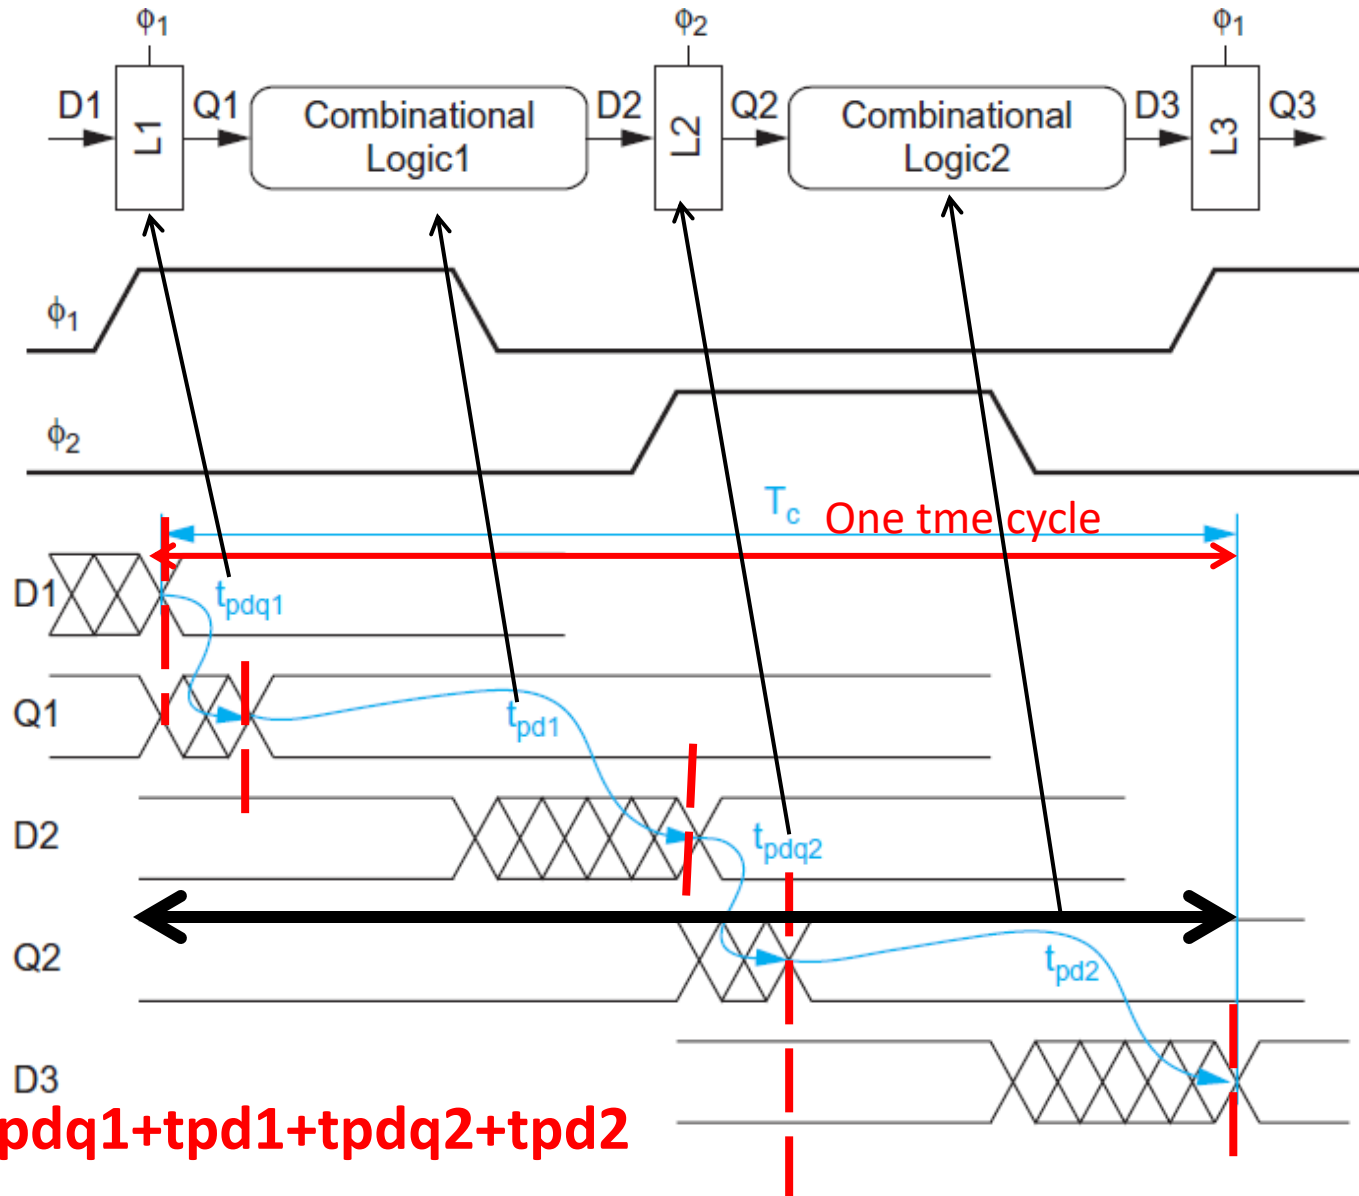 ϕ1 ϕ2 ϕ1
D1 L1 Q1 Combinational Logic1 D2 L2 Q2 Combinational Logic2 D3 L3 Q3
ϕ1
ϕ2
Tc One tme cycle
D1 tpdq1
Q1 tpd1
D2 tpdq2
Q2 tpd2
D3
pdq1+tpd1+tpdq2+tpd2